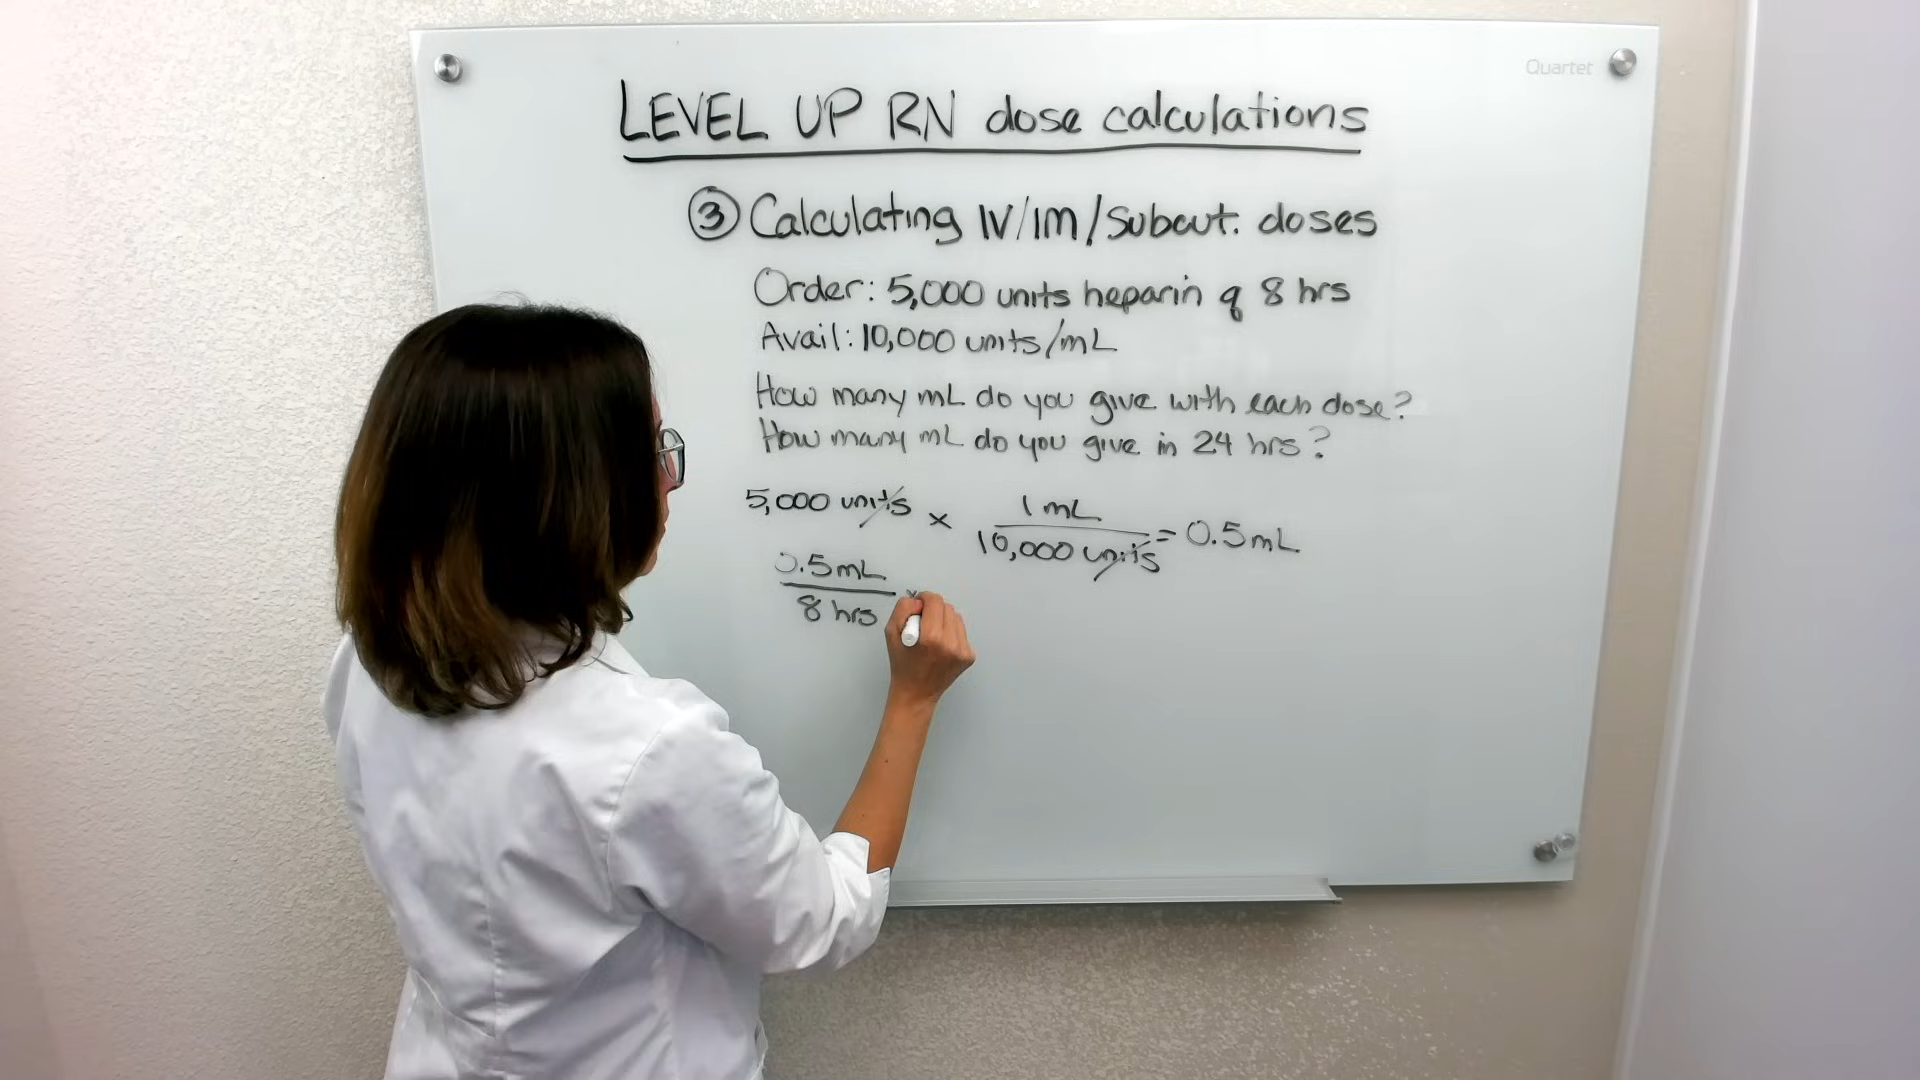 Quartet
LEVEL UP RN dose calculations
③ Calculating IV/IM/Subcut. doses
Order: 5,000 units heparin q 8 hrs
Avail: 10,000 units/mL
How many mL do you give with each dose?
How many mL do you give in 24 hrs?
5,000 units × 1 mL / 10,000 units = 0.5 mL
0.5 mL / 8 hrs ×